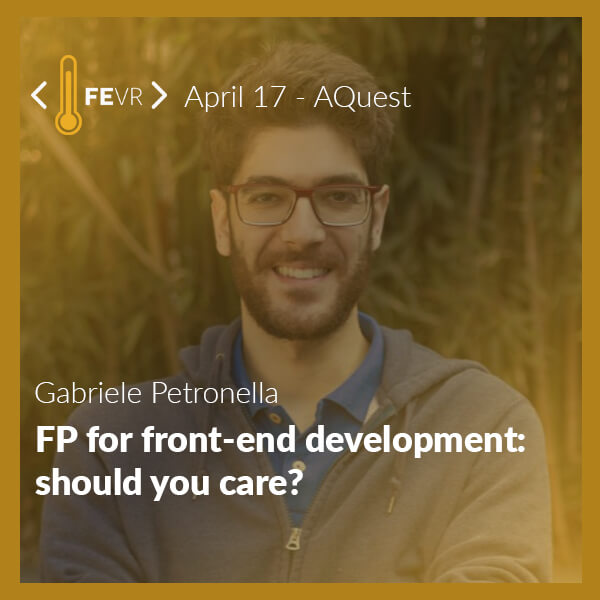 < FEVR > April 17 - AQuest
Gabriele Petronella
FP for front-end development:
should you care?